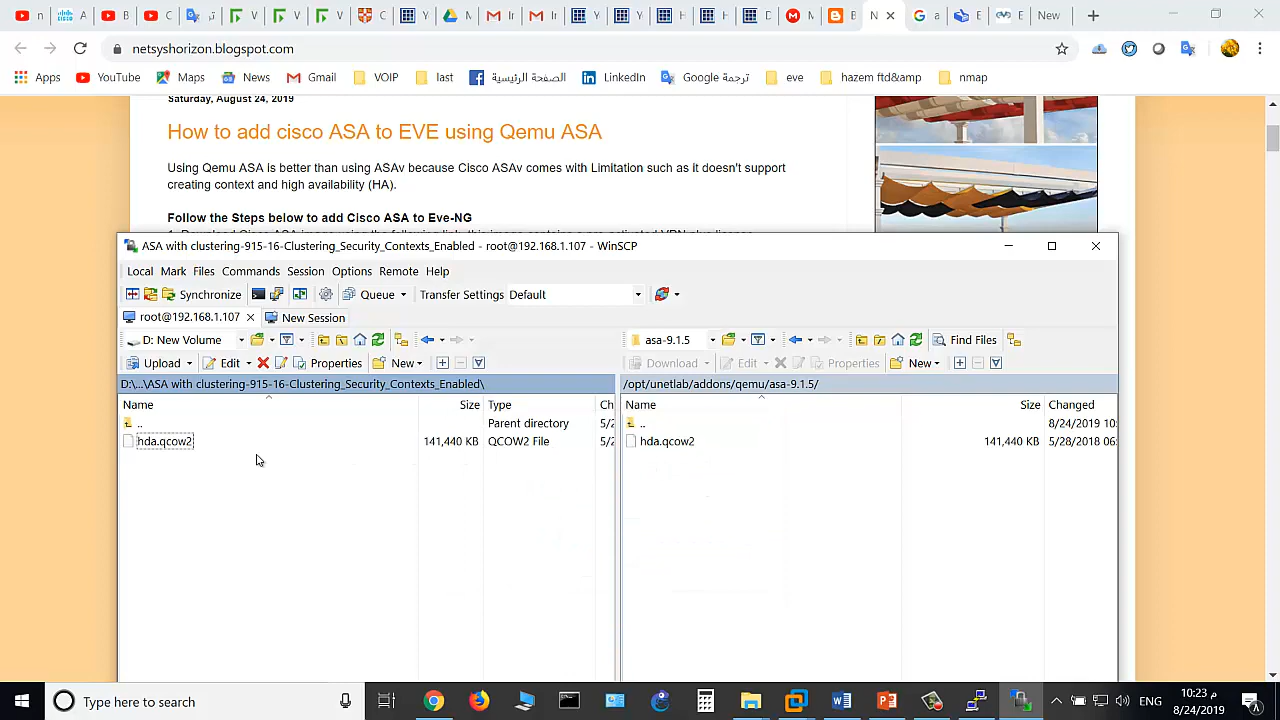 V
V
V
Y
M
Ir
M
Ir
Y
Y
H
H
D
M
B
N
G a
E
E
New
netsyshorizon.blogspot.com
Apps
YouTube
Maps
News
Gmail
VOIP
last
الصفحة الرئيسية
LinkedIn
ترجمة Google
eve
hazem ftd&amp
nmap
Saturday, August 24, 2019
How to add cisco ASA to EVE using Qemu ASA
Using Qemu ASA is better than using ASAv because Cisco ASAv comes with Limitation such as it doesn't support
creating context and high availability (HA).
Follow the Steps below to add Cisco ASA to Eve-NG
ASA with clustering-915-16-Clustering_Security_Contexts_Enabled - root@192.168.1.107 - WinSCP
Local Mark Files Commands Session Options Remote Help
Synchronize Queue Transfer Settings Default
root@192.168.1.107 New Session
D: New Volume
asa-9.1.5 Find Files
Upload Edit Properties New
Download Edit Properties New
D:\...\ASA with clustering-915-16-Clustering_Security_Contexts_Enabled\
/opt/unetlab/addons/qemu/asa-9.1.5/
Name Size Type Ch
.. Parent directory 5/2
hda.qcow2 141,440 KB QCOW2 File 5/2
Name Size Changed
.. 8/24/2019 10:
hda.qcow2 141,440 KB 5/28/2018 06:
Type here to search
ENG
10:23 م
8/24/2019